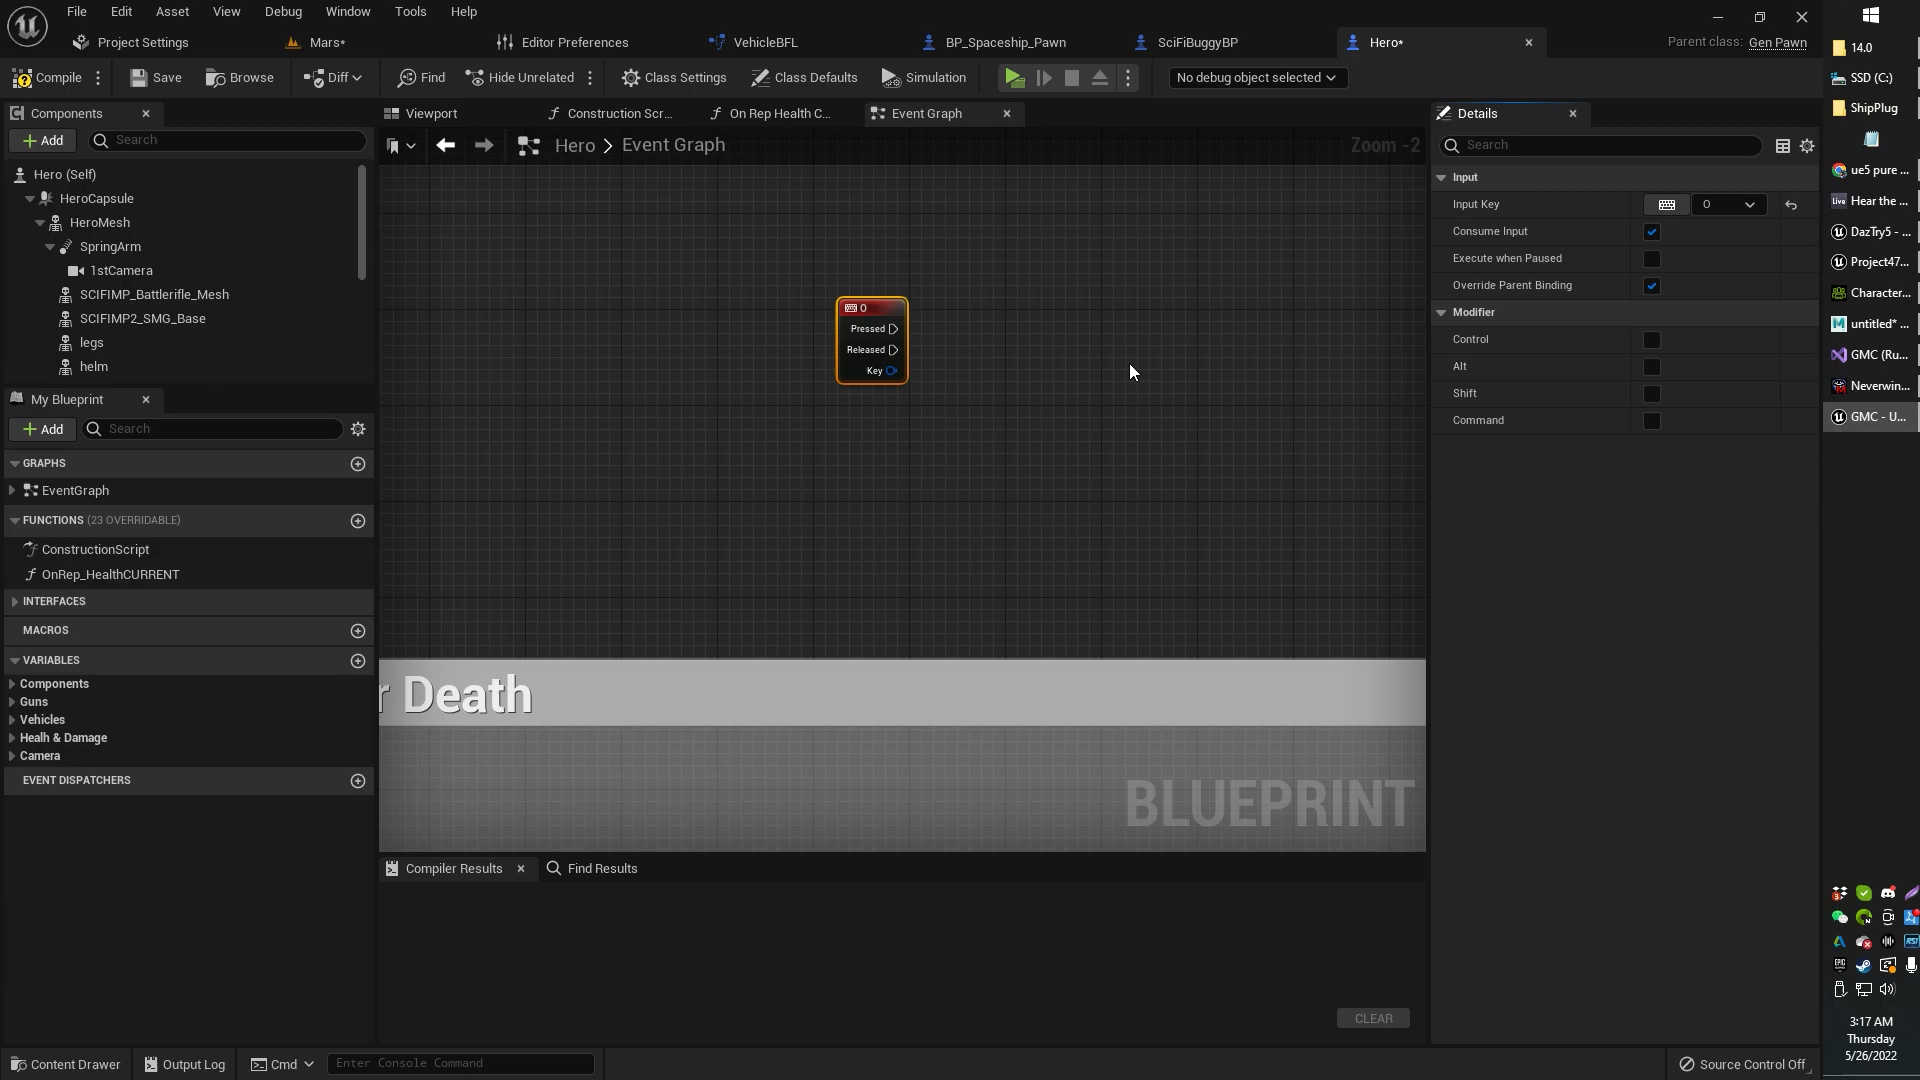 File Edit Asset View Debug Window Tools Help
Project Settings Mars* Editor Preferences VehicleBFL BP_Spaceship_Pawn SciFiBuggyBP Hero* Parent class: Gen Pawn
Compile Save Browse Diff Find Hide Unrelated Class Settings Class Defaults Simulation No debug object selected
Components
Add Search
Hero (Self)
HeroCapsule
HeroMesh
SpringArm
1stCamera
SCIFIMP_Battlerifle_Mesh
SCIFIMP2_SMG_Base
legs
helm
My Blueprint
Add Search
GRAPHS
EventGraph
FUNCTIONS (23 OVERRIDABLE)
ConstructionScript
OnRep_HealthCURRENT
INTERFACES
MACROS
VARIABLES
Components
Guns
Vehicles
Healh & Damage
Camera
EVENT DISPATCHERS
Viewport Construction Scr... On Rep Health C... Event Graph
Hero > Event Graph Zoom -2
O
Pressed
Released
Key
r Death
BLUEPRINT
Compiler Results Find Results
CLEAR
Details
Search
Input
Input Key O
Consume Input
Execute when Paused
Override Parent Binding
Modifier
Control
Alt
Shift
Command
Content Drawer Output Log Cmd Enter Console Command Source Control Off
14.0
SSD (C:)
ShipPlug
ue5 pure ...
Live Hear the ...
DazTry5 - ...
Project47...
Character...
untitled* ...
GMC (Ru...
Neverwin...
GMC - U...
3:17 AM
Thursday
5/26/2022